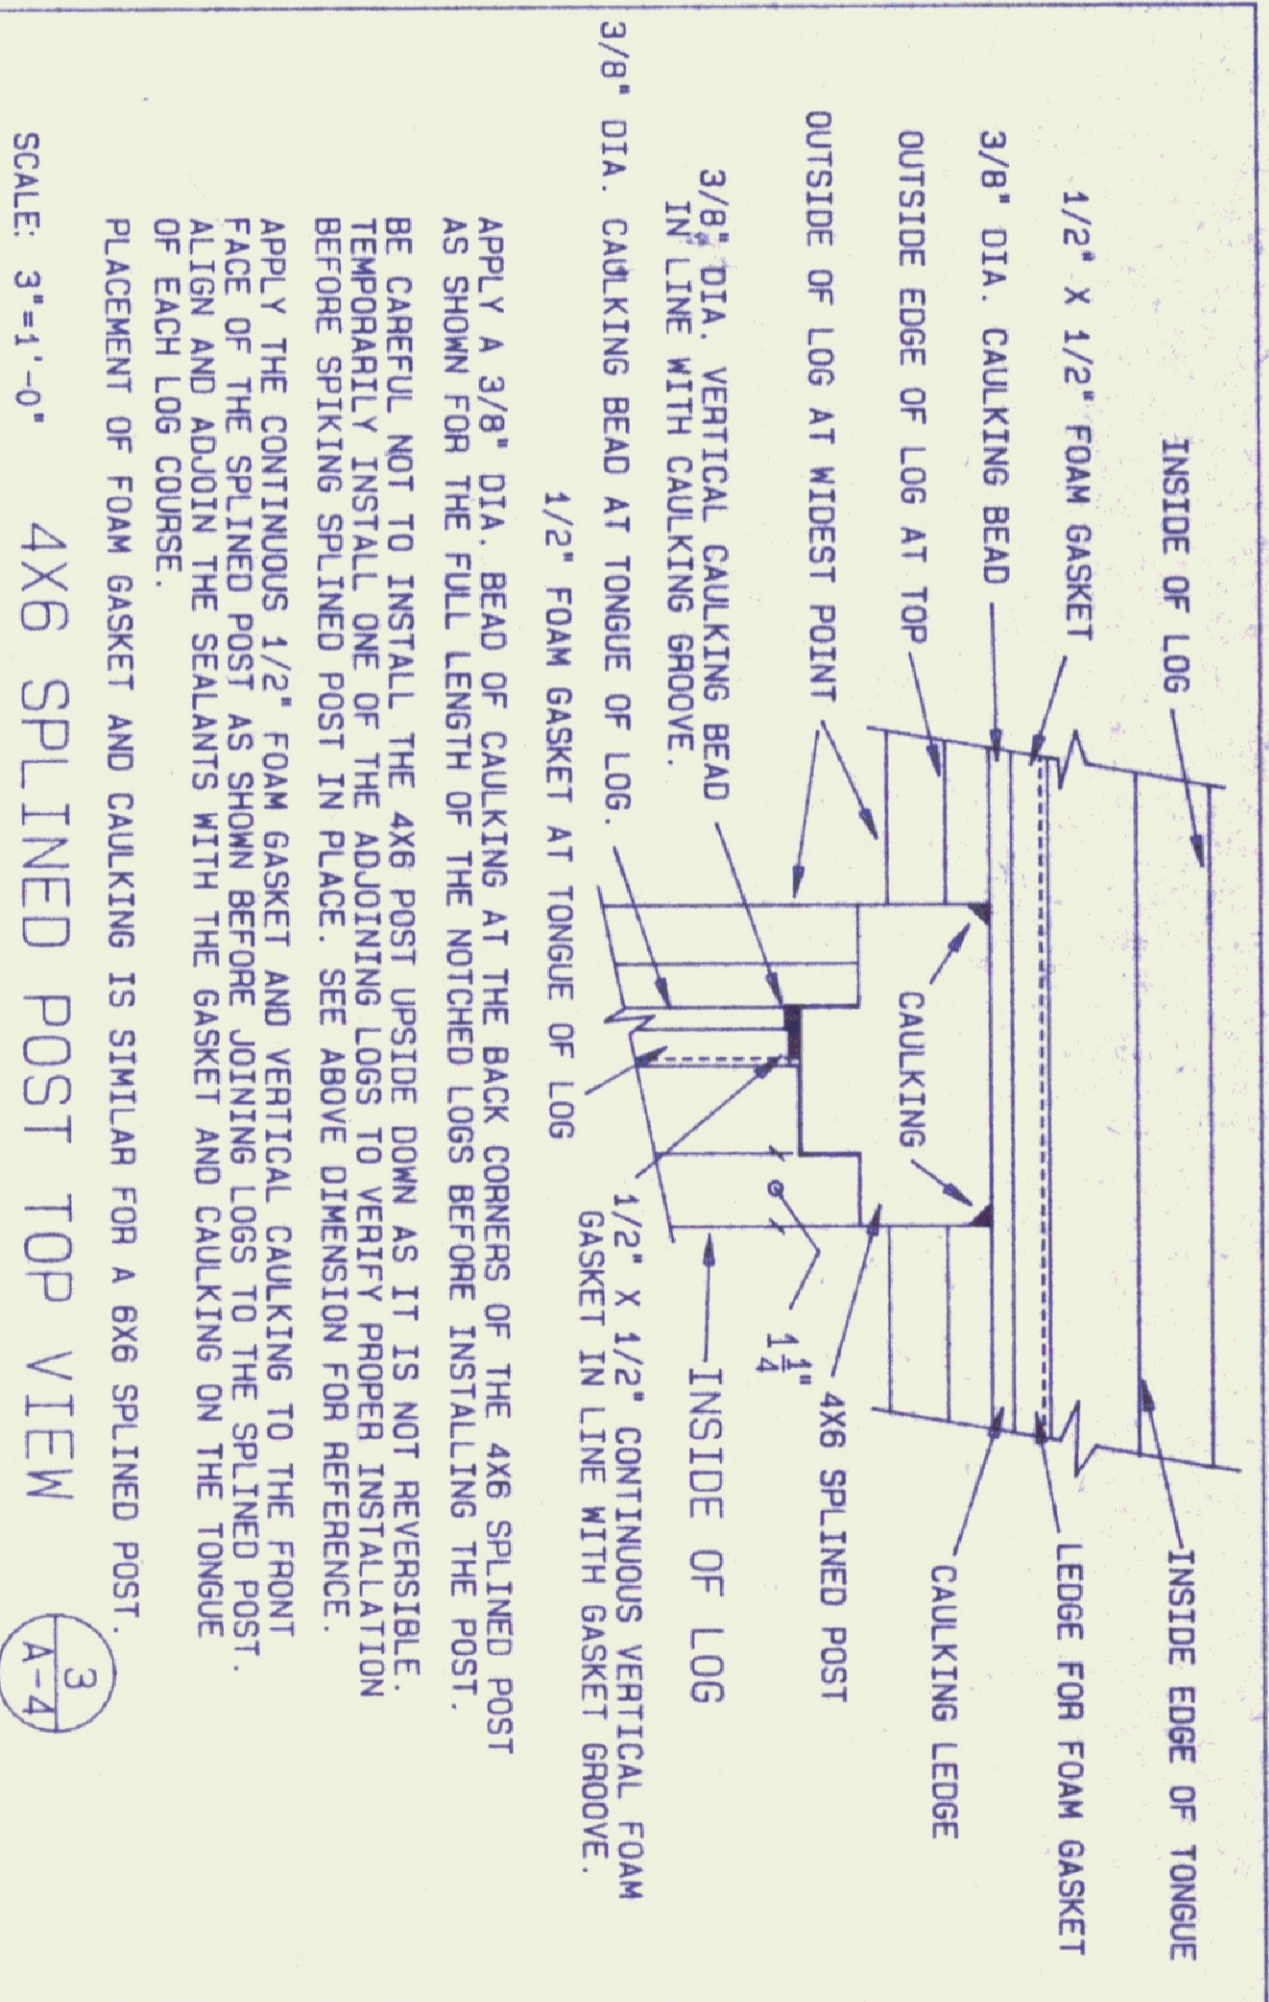 INSIDE OF LOG
1/2" X 1/2" FOAM GASKET
3/8" DIA. CAULKING BEAD
OUTSIDE EDGE OF LOG AT TOP
OUTSIDE OF LOG AT WIDEST POINT
3/8" DIA. VERTICAL CAULKING BEAD
IN LINE WITH CAULKING GROOVE.
3/8" DIA. CAULKING BEAD AT TONGUE OF LOG.
1/2" FOAM GASKET AT TONGUE OF LOG
CAULKING
INSIDE EDGE OF TONGUE
LEDGE FOR FOAM GASKET
CAULKING LEDGE
4X6 SPLINED POST
1 1/4"
INSIDE OF LOG
1/2" X 1/2" CONTINUOUS VERTICAL FOAM
GASKET IN LINE WITH GASKET GROOVE.
APPLY A 3/8" DIA. BEAD OF CAULKING AT THE BACK CORNERS OF THE 4X6 SPLINED POST
AS SHOWN FOR THE FULL LENGTH OF THE NOTCHED LOGS BEFORE INSTALLING THE POST.
BE CAREFUL NOT TO INSTALL THE 4X6 POST UPSIDE DOWN AS IT IS NOT REVERSIBLE.
TEMPORARILY INSTALL ONE OF THE ADJOINING LOGS TO VERIFY PROPER INSTALLATION
BEFORE SPIKING SPLINED POST IN PLACE. SEE ABOVE DIMENSION FOR REFERENCE.
APPLY THE CONTINUOUS 1/2" FOAM GASKET AND VERTICAL CAULKING TO THE FRONT
FACE OF THE SPLINED POST AS SHOWN BEFORE JOINING LOGS TO THE SPLINED POST.
ALIGN AND ADJOIN THE SEALANTS WITH THE GASKET AND CAULKING ON THE TONGUE
OF EACH LOG COURSE.
PLACEMENT OF FOAM GASKET AND CAULKING IS SIMILAR FOR A 6X6 SPLINED POST.
SCALE: 3"=1'-0"
4X6 SPLINED POST TOP VIEW
3
A-4